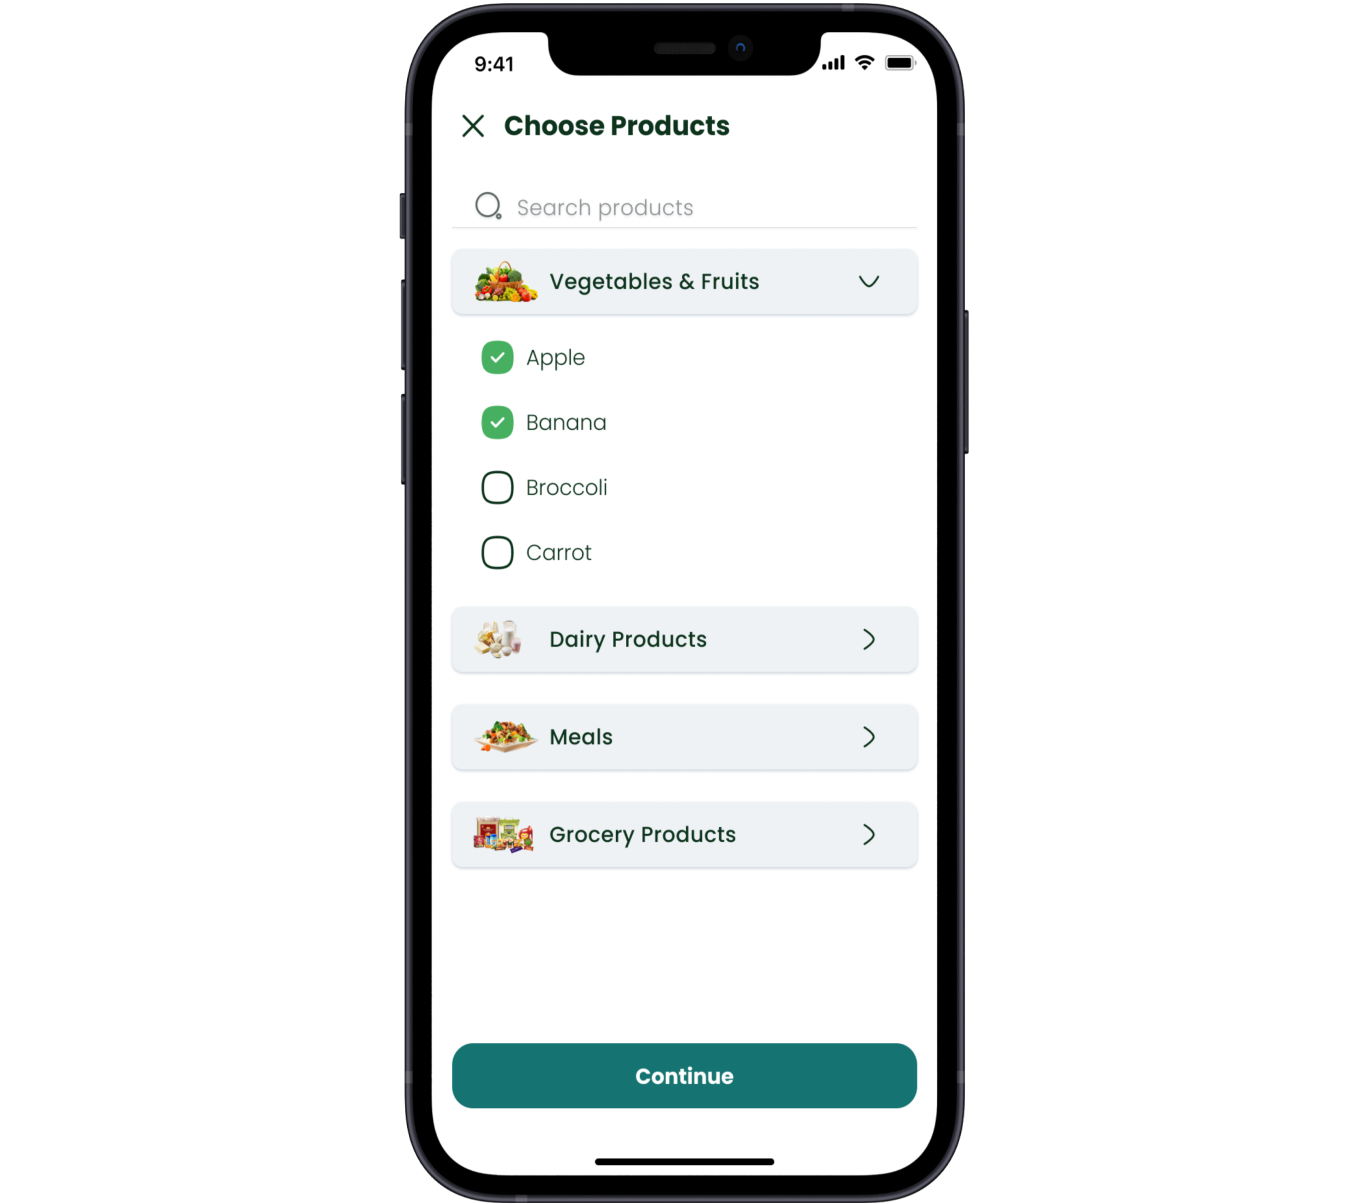 9:41
Choose Products
Search products
Vegetables & Fruits
Apple
Banana
Broccoli
Carrot
Dairy Products
Meals
Grocery Products
Continue